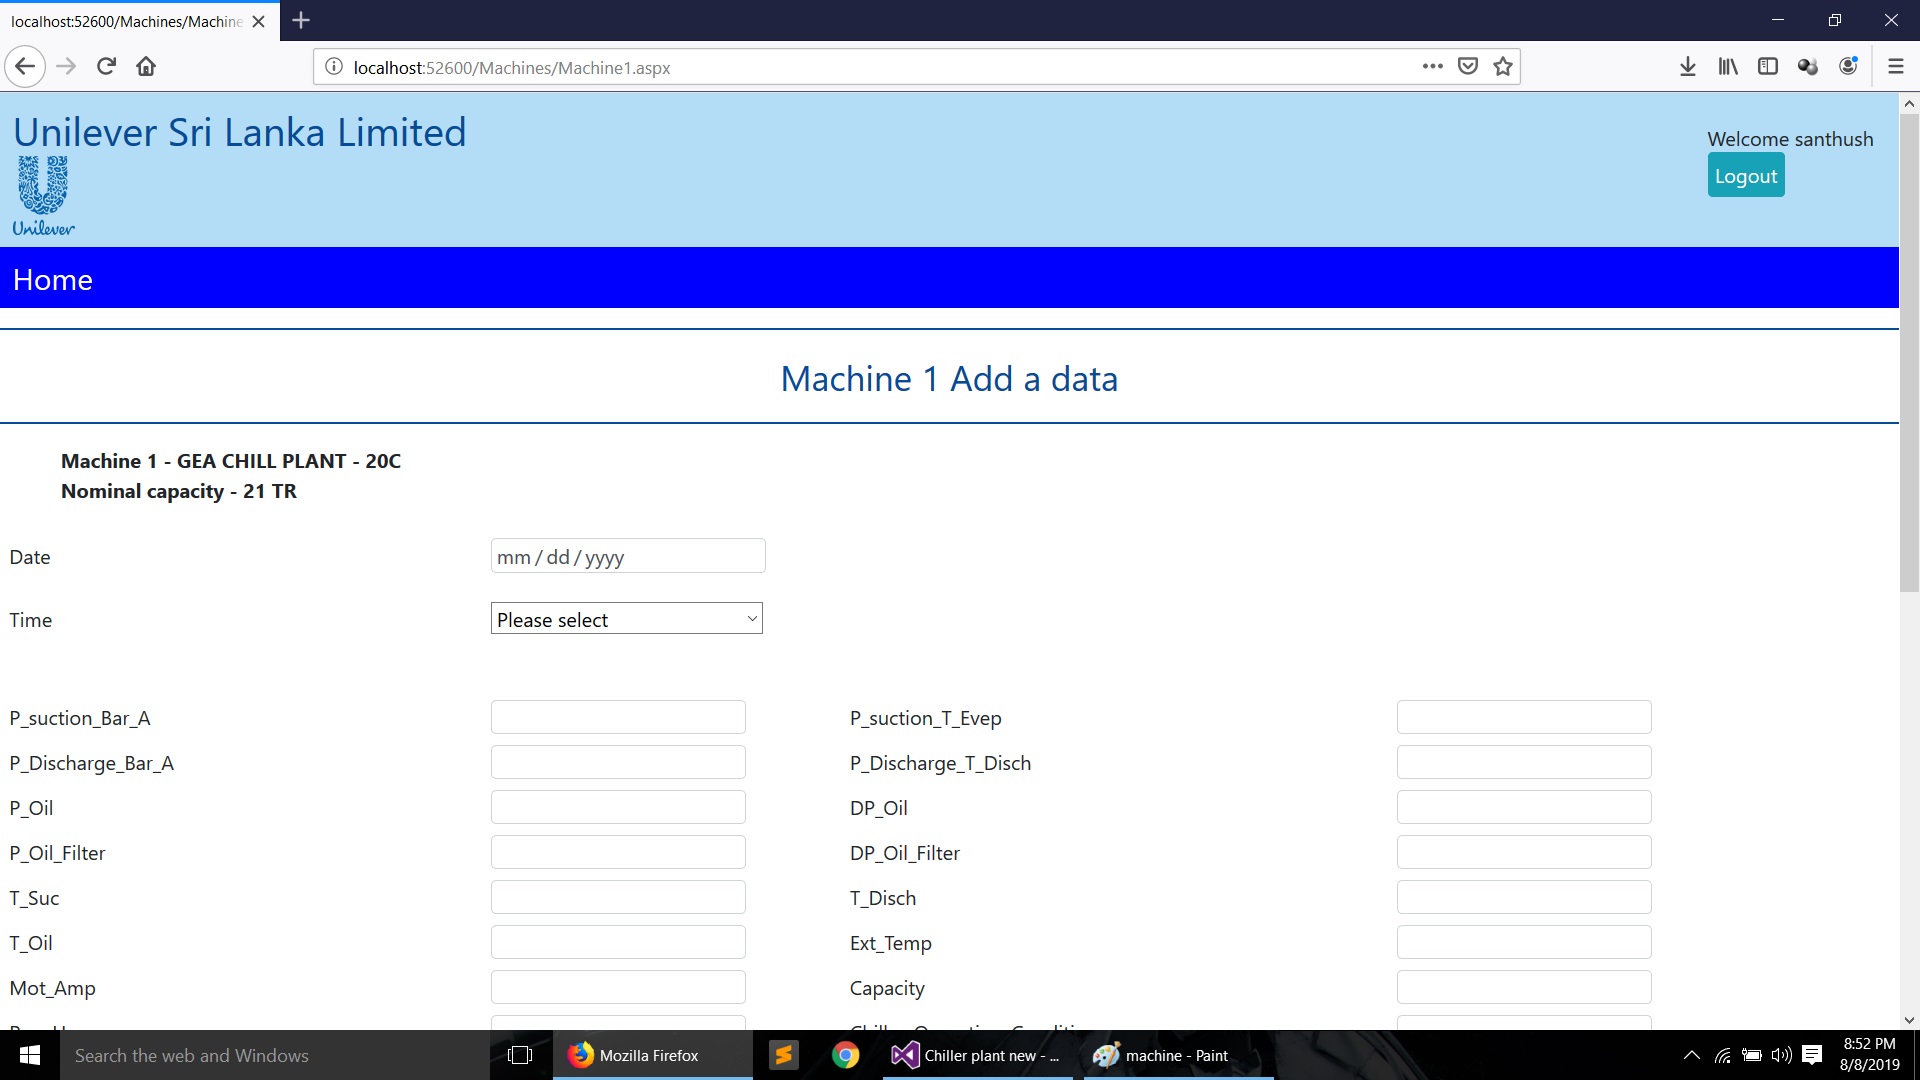 localhost:52600/Machines/Machine
localhost:52600/Machines/Machine1.aspx
Unilever Sri Lanka Limited
Welcome santhush
Logout
Unilever
Home
Machine 1 Add a data
Machine 1 - GEA CHILL PLANT - 20C
Nominal capacity - 21 TR
Date mm / dd / yyyy
Time Please select
P_suction_Bar_A P_suction_T_Evep
P_Discharge_Bar_A P_Discharge_T_Disch
P_Oil DP_Oil
P_Oil_Filter DP_Oil_Filter
T_Suc T_Disch
T_Oil Ext_Temp
Mot_Amp Capacity
Search the web and Windows Mozilla Firefox Chiller plant new - ... machine - Paint 8:52 PM
8/8/2019